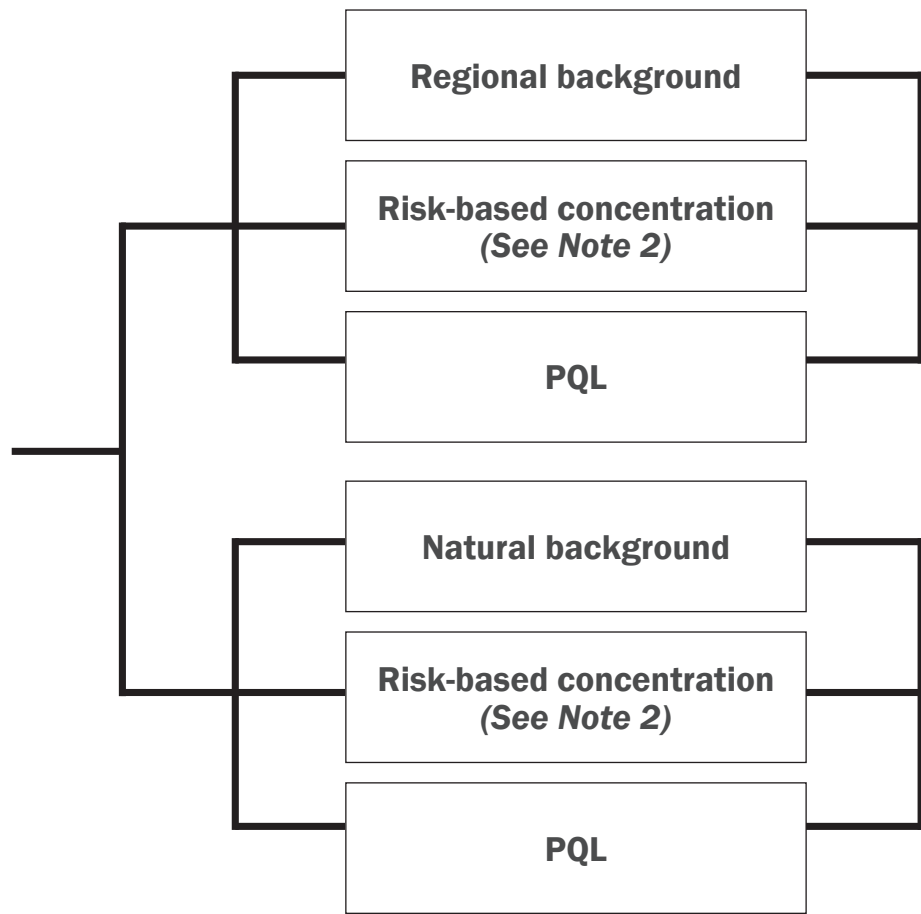 Regional background
Risk-based concentration
(See Note 2)
PQL
Natural background
Risk-based concentration
(See Note 2)
PQL